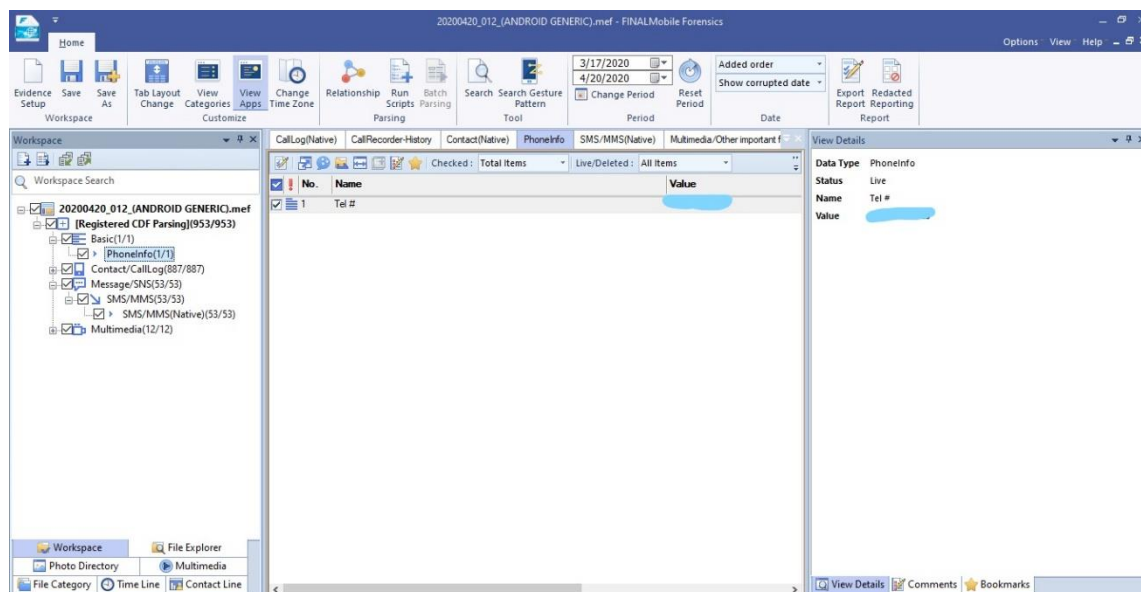 20200420_012_(ANDROID GENERIC).mef - FINALMobile Forensics
Home
Options View Help
Evidence Setup
Save
Save As
Tab Layout Change
View Categories
View Apps
Change Time Zone
Relationship
Run Scripts
Batch Parsing
Search
Search Gesture Pattern
3/17/2020
4/20/2020
Change Period
Reset Period
Added order
Show corrupted date
Export Report
Redacted Reporting
Workspace
Customize
Parsing
Tool
Period
Date
Report
Workspace
Workspace Search
20200420_012_(ANDROID GENERIC).mef
[Registered CDF Parsing](953/953)
Basic(1/1)
PhoneInfo(1/1)
Contact/CallLog(887/887)
Message/SNS(53/53)
SMS/MMS(53/53)
SMS/MMS(Native)(53/53)
Multimedia(12/12)
Workspace
File Explorer
Photo Directory
Multimedia
File Category
Time Line
Contact Line
CallLog(Native)
CallRecorder-History
Contact(Native)
PhoneInfo
SMS/MMS(Native)
Multimedia/Other important f
Checked : Total Items
Live/Deleted : All Items
No. Name Value
1 Tel #
View Details
Data Type PhoneInfo
Status Live
Name Tel #
Value
View Details
Comments
Bookmarks